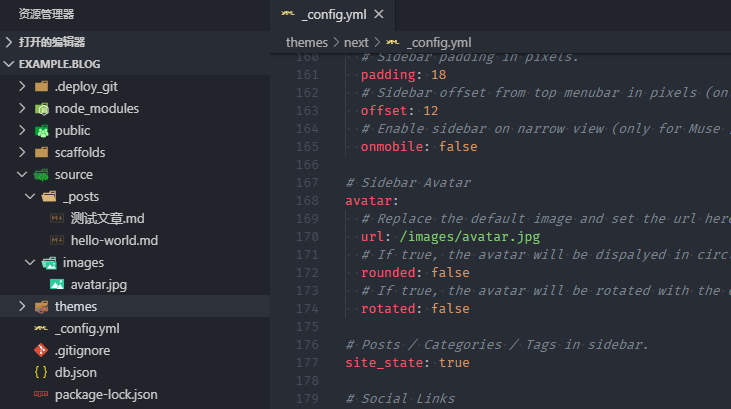 资源管理器
打开的编辑器
EXAMPLE.BLOG
.deploy_git
node_modules
public
scaffolds
source
_posts
测试文章.md
hello-world.md
images
avatar.jpg
themes
_config.yml
.gitignore
db.json
package-lock.json
_config.yml
themes > next > _config.yml
160 # Sidebar padding in pixels.
161 padding: 18
162 # Sidebar offset from top menubar in pixels (on
163 offset: 12
164 # Enable sidebar on narrow view (only for Muse
165 onmobile: false
166
167 # Sidebar Avatar
168 avatar:
169 # Replace the default image and set the url here
170 url: /images/avatar.jpg
171 # If true, the avatar will be dispalyed in circ
172 rounded: false
173 # If true, the avatar will be rotated with the c
174 rotated: false
175
176 # Posts / Categories / Tags in sidebar.
177 site_state: true
178
179 # Social Links